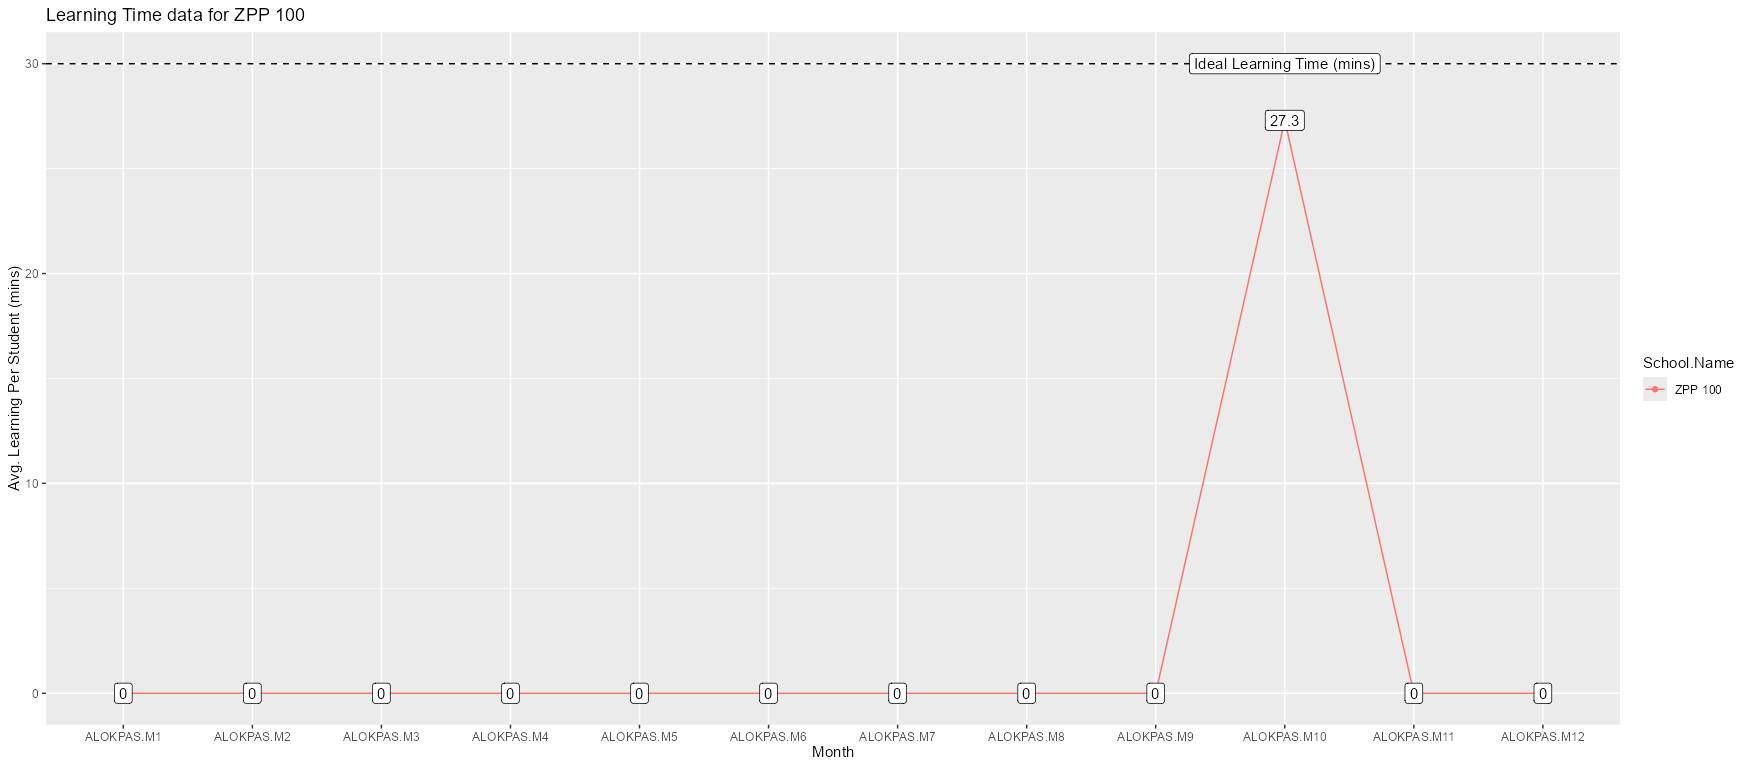 Learning Time data for ZPP 100
Avg. Learning Per Student (mins)
30
20
10
0
Ideal Learning Time (mins)
27.3
0 0 0 0 0 0 0 0 0 0 0
ALOKPAS.M1 ALOKPAS.M2 ALOKPAS.M3 ALOKPAS.M4 ALOKPAS.M5 ALOKPAS.M6 ALOKPAS.M7 ALOKPAS.M8 ALOKPAS.M9 ALOKPAS.M10 ALOKPAS.M11 ALOKPAS.M12
Month
School.Name
ZPP 100